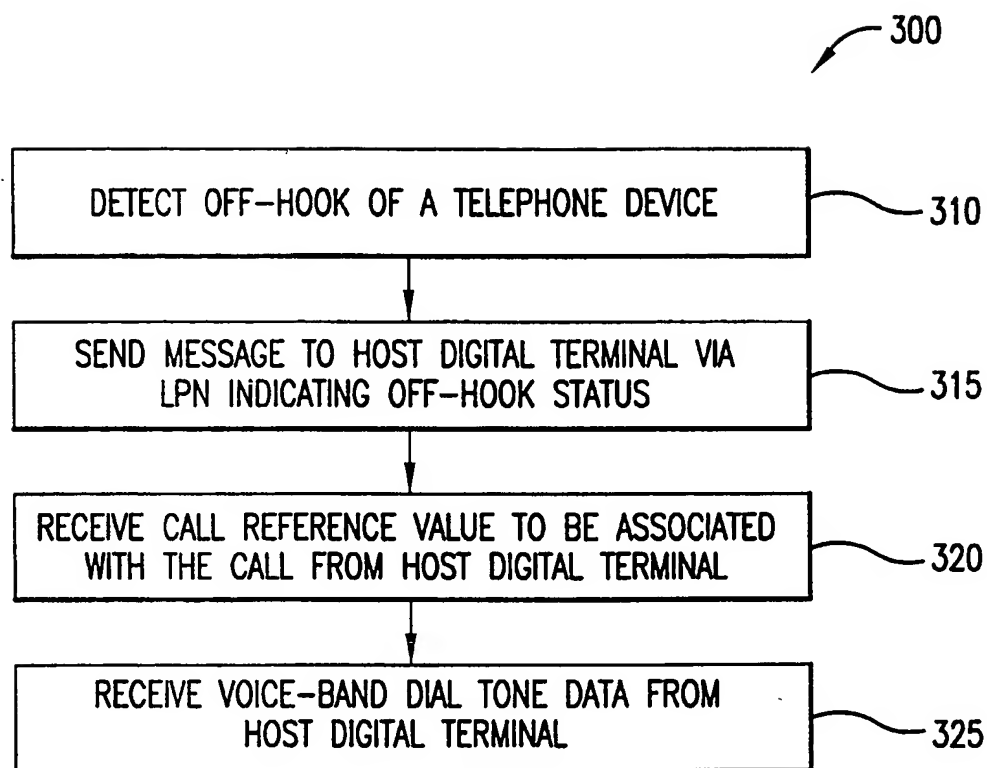 300
DETECT OFF-HOOK OF A TELEPHONE DEVICE
310
SEND MESSAGE TO HOST DIGITAL TERMINAL VIA
LPN INDICATING OFF-HOOK STATUS
315
RECEIVE CALL REFERENCE VALUE TO BE ASSOCIATED
WITH THE CALL FROM HOST DIGITAL TERMINAL
320
RECEIVE VOICE-BAND DIAL TONE DATA FROM
HOST DIGITAL TERMINAL
325